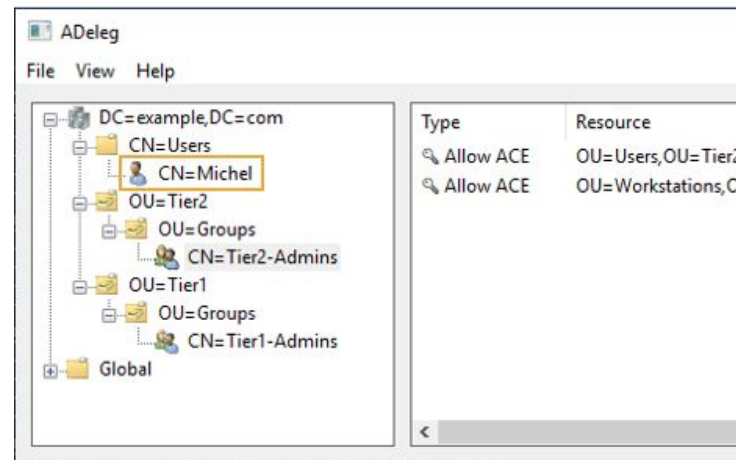 ADeleg
File View Help
DC=example,DC=com
CN=Users
CN=Michel
OU=Tier2
OU=Groups
CN=Tier2-Admins
OU=Tier1
OU=Groups
CN=Tier1-Admins
Global
Type Resource
Allow ACE OU=Users,OU=Tier2
Allow ACE OU=Workstations,O